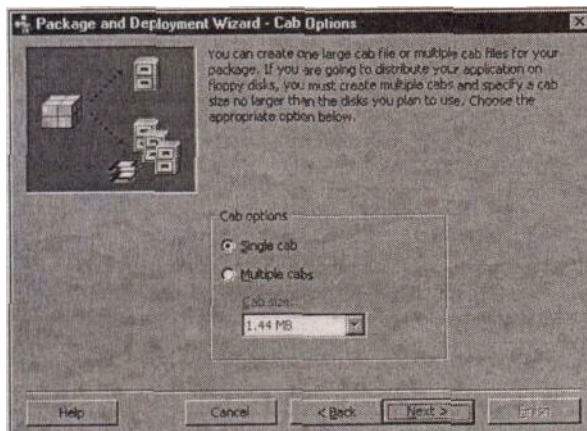 Package and Deployment Wizard - Cab Options
You can create one large cab file or multiple cab files for your
package. If you are going to distribute your application on
floppy disks, you must create multiple cabs and specify a cab
size no larger than the disks you plan to use. Choose the
appropriate option below.
Cab options
Single cab
Multiple cabs
Cab size:
1.44 MB
Help
Cancel
< Back
Next >
Finish